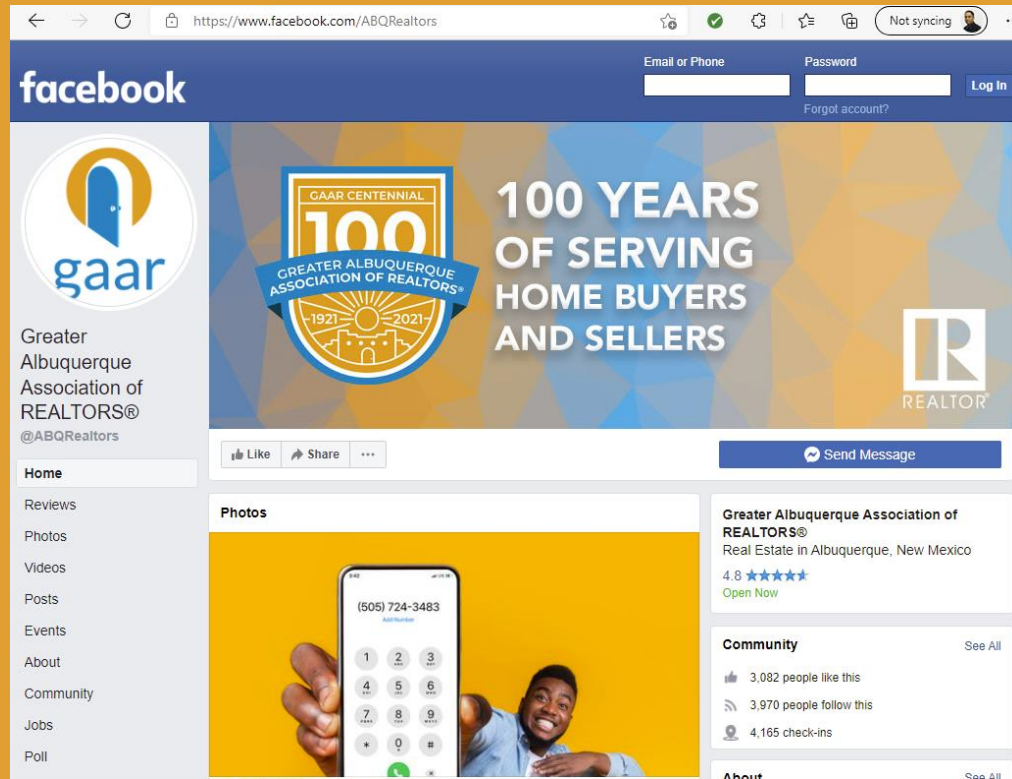 https://www.facebook.com/ABQRealtors
Not syncing
facebook
Email or Phone
Password
Log In
Forgot account?
gaar
Greater
Albuquerque
Association of
REALTORS®
@ABQRealtors
Home
Reviews
Photos
Videos
Posts
Events
About
Community
Jobs
Poll
GAAR CENTENNIAL
100
GREATER ALBUQUERQUE
ASSOCIATION OF REALTORS®
1921
2021
100 YEARS
OF SERVING
HOME BUYERS
AND SELLERS
REALTOR®
Like
Share
Send Message
Photos
(505) 724-3483
Add Number
1 2 3
4 5 6
7 8 9
* 0 #
Greater Albuquerque Association of
REALTORS®
Real Estate in Albuquerque, New Mexico
4.8
Open Now
Community
See All
3,082 people like this
3,970 people follow this
4,165 check-ins
About
See All